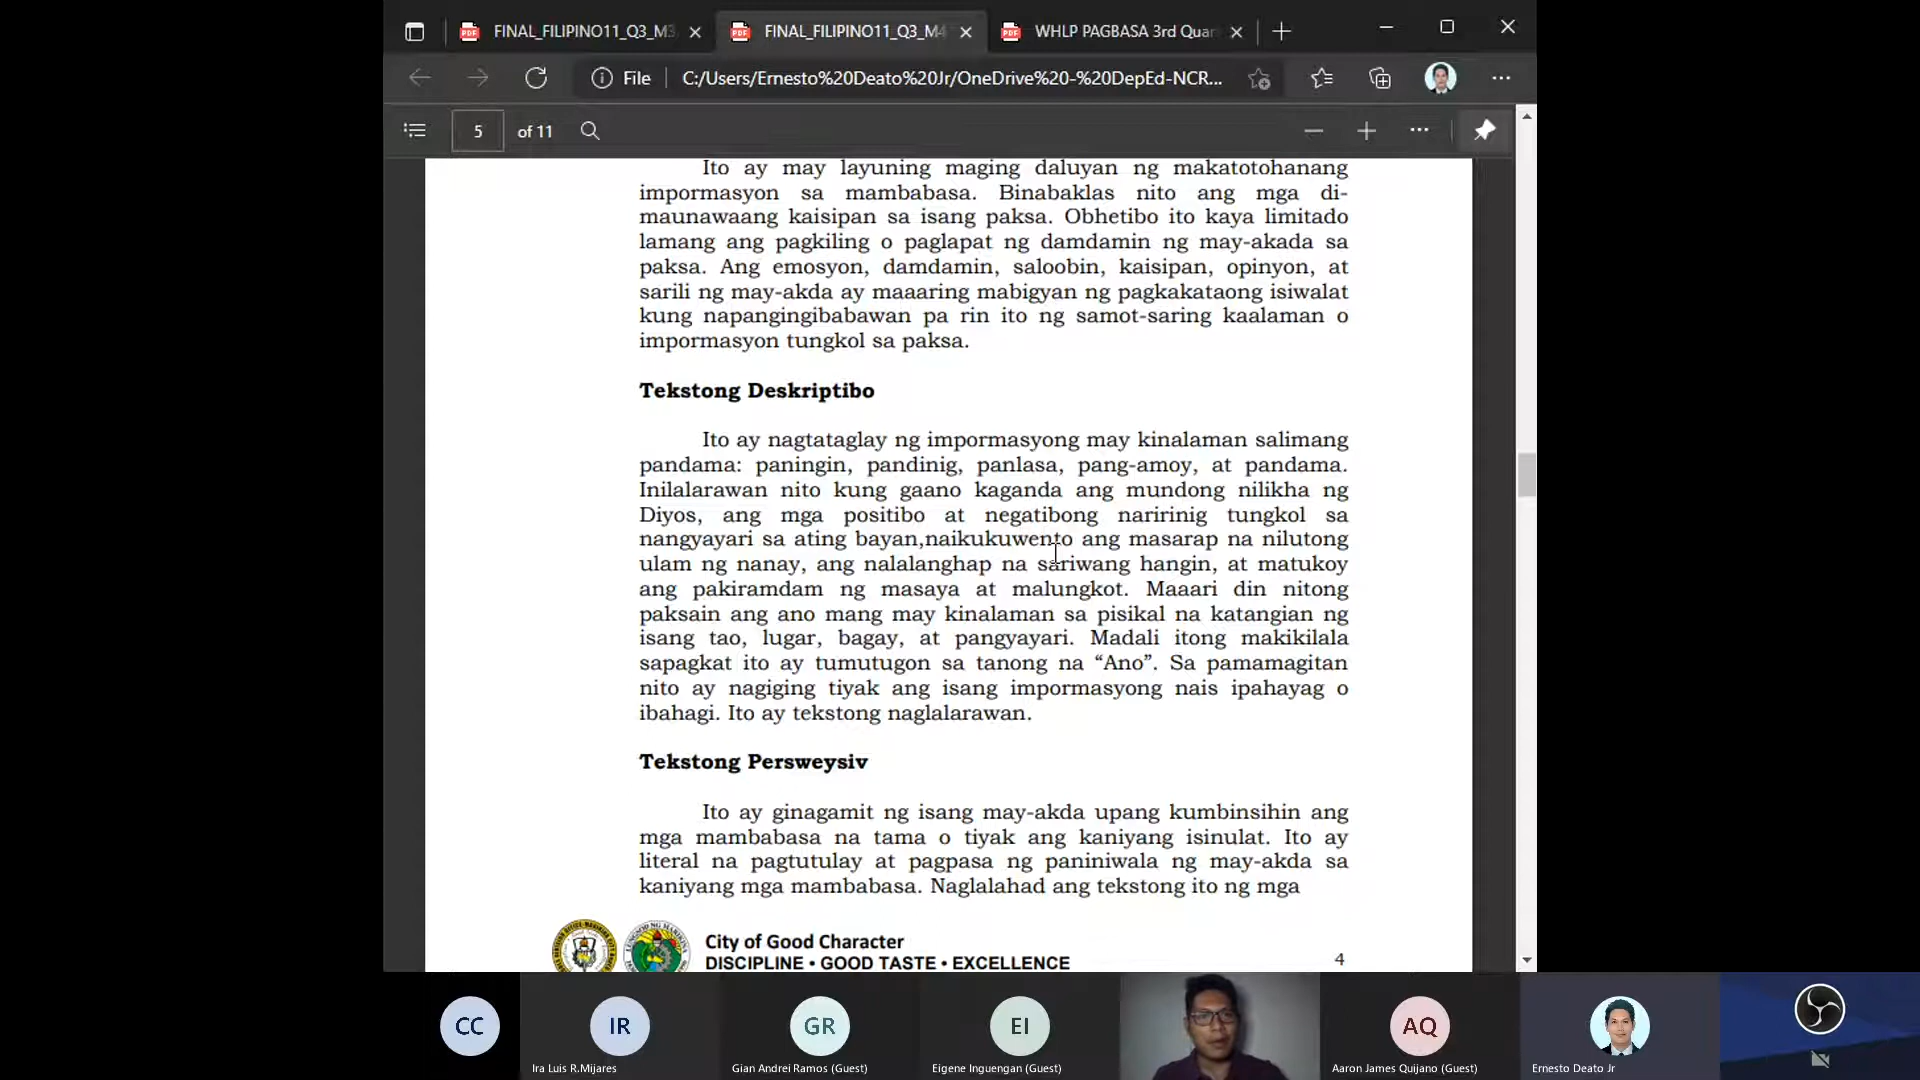 FINAL_FILIPINO11_Q3_M3
FINAL_FILIPINO11_Q3_M4
WHLP PAGBASA 3rd Quar
File
C:/Users/Ernesto%20Deato%20Jr/OneDrive%20-%20DepEd-NCR...
5 of 11
Ito ay may layuning maging daluyan ng makatotohanang
impormasyon sa mambabasa. Binabaklas nito ang mga di-
maunawaang kaisipan sa isang paksa. Obhetibo ito kaya limitado
lamang ang pagkiling o paglapat ng damdamin ng may-akada sa
paksa. Ang emosyon, damdamin, saloobin, kaisipan, opinyon, at
sarili ng may-akda ay maaaring mabigyan ng pagkakataong isiwalat
kung napangingibabawan pa rin ito ng samot-saring kaalaman o
impormasyon tungkol sa paksa.
Tekstong Deskriptibo
Ito ay nagtataglay ng impormasyong may kinalaman salimang
pandama: paningin, pandinig, panlasa, pang-amoy, at pandama.
Inilalarawan nito kung gaano kaganda ang mundong nilikha ng
Diyos, ang mga positibo at negatibong naririnig tungkol sa
nangyayari sa ating bayan,naikukuwento ang masarap na nilutong
ulam ng nanay, ang nalalanghap na sariwang hangin, at matukoy
ang pakiramdam ng masaya at malungkot. Maaari din nitong
paksain ang ano mang may kinalaman sa pisikal na katangian ng
isang tao, lugar, bagay, at pangyayari. Madali itong makikilala
sapagkat ito ay tumutugon sa tanong na “Ano”. Sa pamamagitan
nito ay nagiging tiyak ang isang impormasyong nais ipahayag o
ibahagi. Ito ay tekstong naglalarawan.
Tekstong Persweysiv
Ito ay ginagamit ng isang may-akda upang kumbinsihin ang
mga mambabasa na tama o tiyak ang kaniyang isinulat. Ito ay
literal na pagtutulay at pagpasa ng paniniwala ng may-akda sa
kaniyang mga mambabasa. Naglalahad ang tekstong ito ng mga
City of Good Character
DISCIPLINE • GOOD TASTE • EXCELLENCE
4
CC
IR
GR
EI
AQ
Ira Luis R.Mijares
Gian Andrei Ramos (Guest)
Eigene Inguengan (Guest)
Aaron James Quijano (Guest)
Ernesto Deato Jr